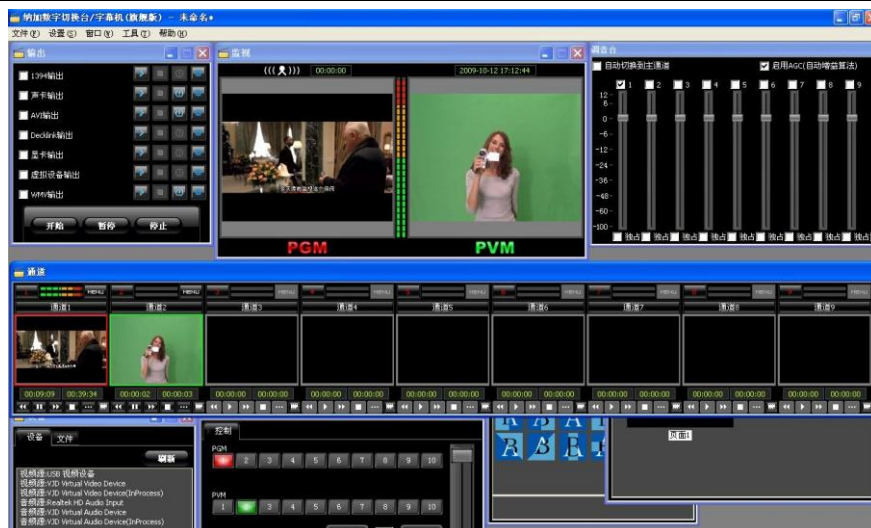 纳加数字切换台/字幕机(旗舰版) - 未命名*
文件(F) 设置(S) 窗口(W) 工具(T) 帮助(H)
输出
1394输出
声卡输出
AVI输出
Decklink输出
显卡输出
虚拟设备输出
WMV输出
开始 暂停 停止
监视
00:00:00 2009-10-12 17:12:44
PGM PVM
调音台
自动切换到主通道 启用AGC(自动增益算法)
1 2 3 4 5 6 7 8 9
12
6
0
-6
-12
-24
-36
-48
-60
-100
独占 独占 独占 独占 独占 独占 独占 独占 独占
通道
1 MENU 2 MENU 3 MENU 4 MENU 5 MENU 6 MENU 7 MENU 8 MENU 9 MENU
通道1 通道2 通道3 通道4 通道5 通道6 通道7 通道8 通道9
00:09:09 00:39:34 00:00:02 00:00:03 00:00:00 00:00:00 00:00:00 00:00:00 00:00:00 00:00:00 00:00:00 00:00:00 00:00:00 00:00:00 00:00:00 00:00:00 00:00:00 00:00:00
设备 文件
刷新
视频源:USB 视频设备
视频源:VJD Virtual Video Device
视频源:VJD Virtual Video Device(InProcess)
音频源:Realtek HD Audio Input
音频源:VJD Virtual Audio Device
音频源:VJD Virtual Audio Device(InProcess)
控制
PGM
2 3 4 5 6 7 8 9 10
PVM
1 3 4 5 6 7 8 9 10
页面1